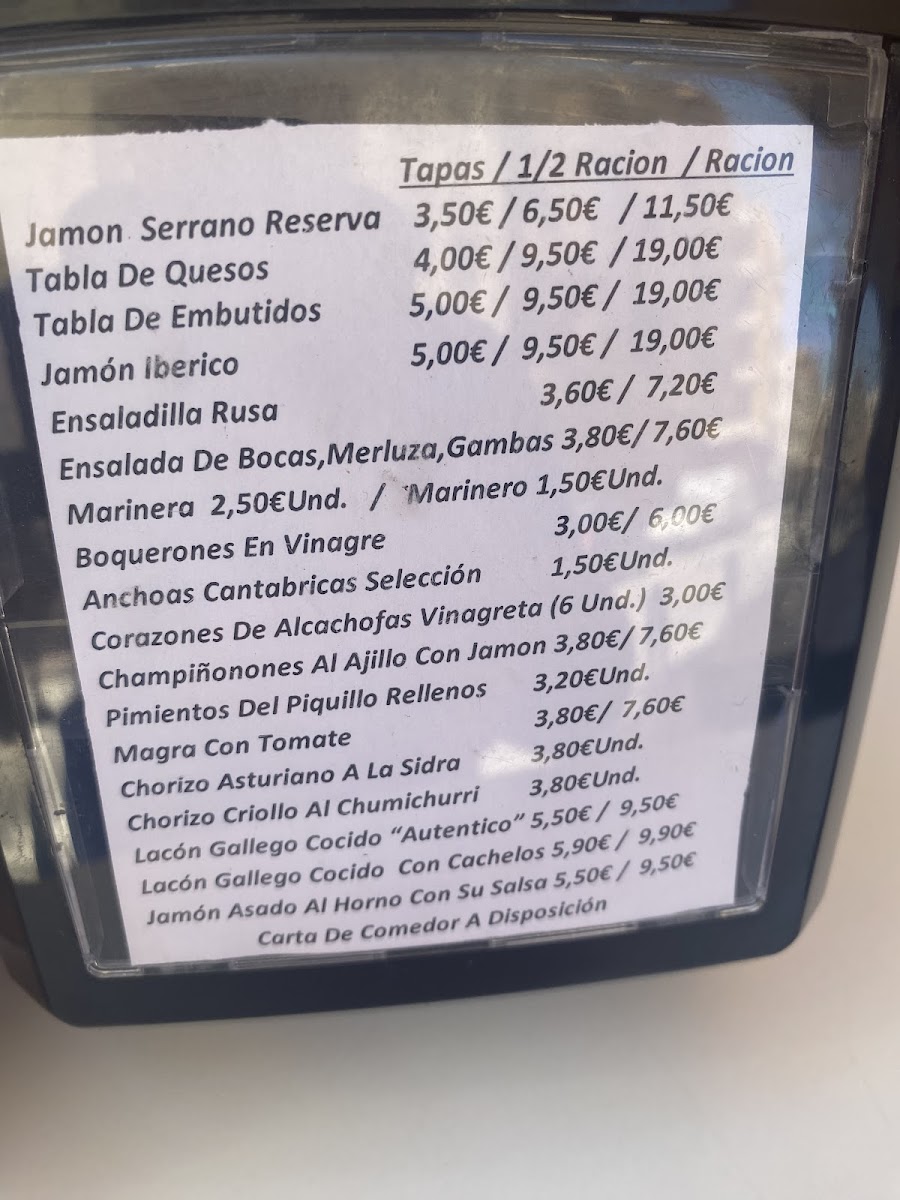 Tapas / 1/2 Racion / Racion
Jamon Serrano Reserva 3,50€ / 6,50€ / 11,50€
Tabla De Quesos 4,00€ / 9,50€ / 19,00€
Tabla De Embutidos 5,00€ / 9,50€ / 19,00€
Jamón Iberico 5,00€ / 9,50€ / 19,00€
Ensaladilla Rusa 3,60€ / 7,20€
Ensalada De Bocas,Merluza,Gambas 3,80€/ 7,60€
Marinera 2,50€Und. / Marinero 1,50€Und.
Boquerones En Vinagre 3,00€/ 6,00€
Anchoas Cantabricas Selección 1,50€Und.
Corazones De Alcachofas Vinagreta (6 Und.) 3,00€
Champiñonones Al Ajillo Con Jamon 3,80€/ 7,60€
Pimientos Del Piquillo Rellenos 3,20€Und.
Magra Con Tomate 3,80€/ 7,60€
Chorizo Asturiano A La Sidra 3,80€Und.
Chorizo Criollo Al Chumichurri 3,80€Und.
Lacón Gallego Cocido “Autentico” 5,50€ / 9,50€
Lacón Gallego Cocido Con Cachelos 5,90€ / 9,90€
Jamón Asado Al Horno Con Su Salsa 5,50€ / 9,50€
Carta De Comedor A Disposición